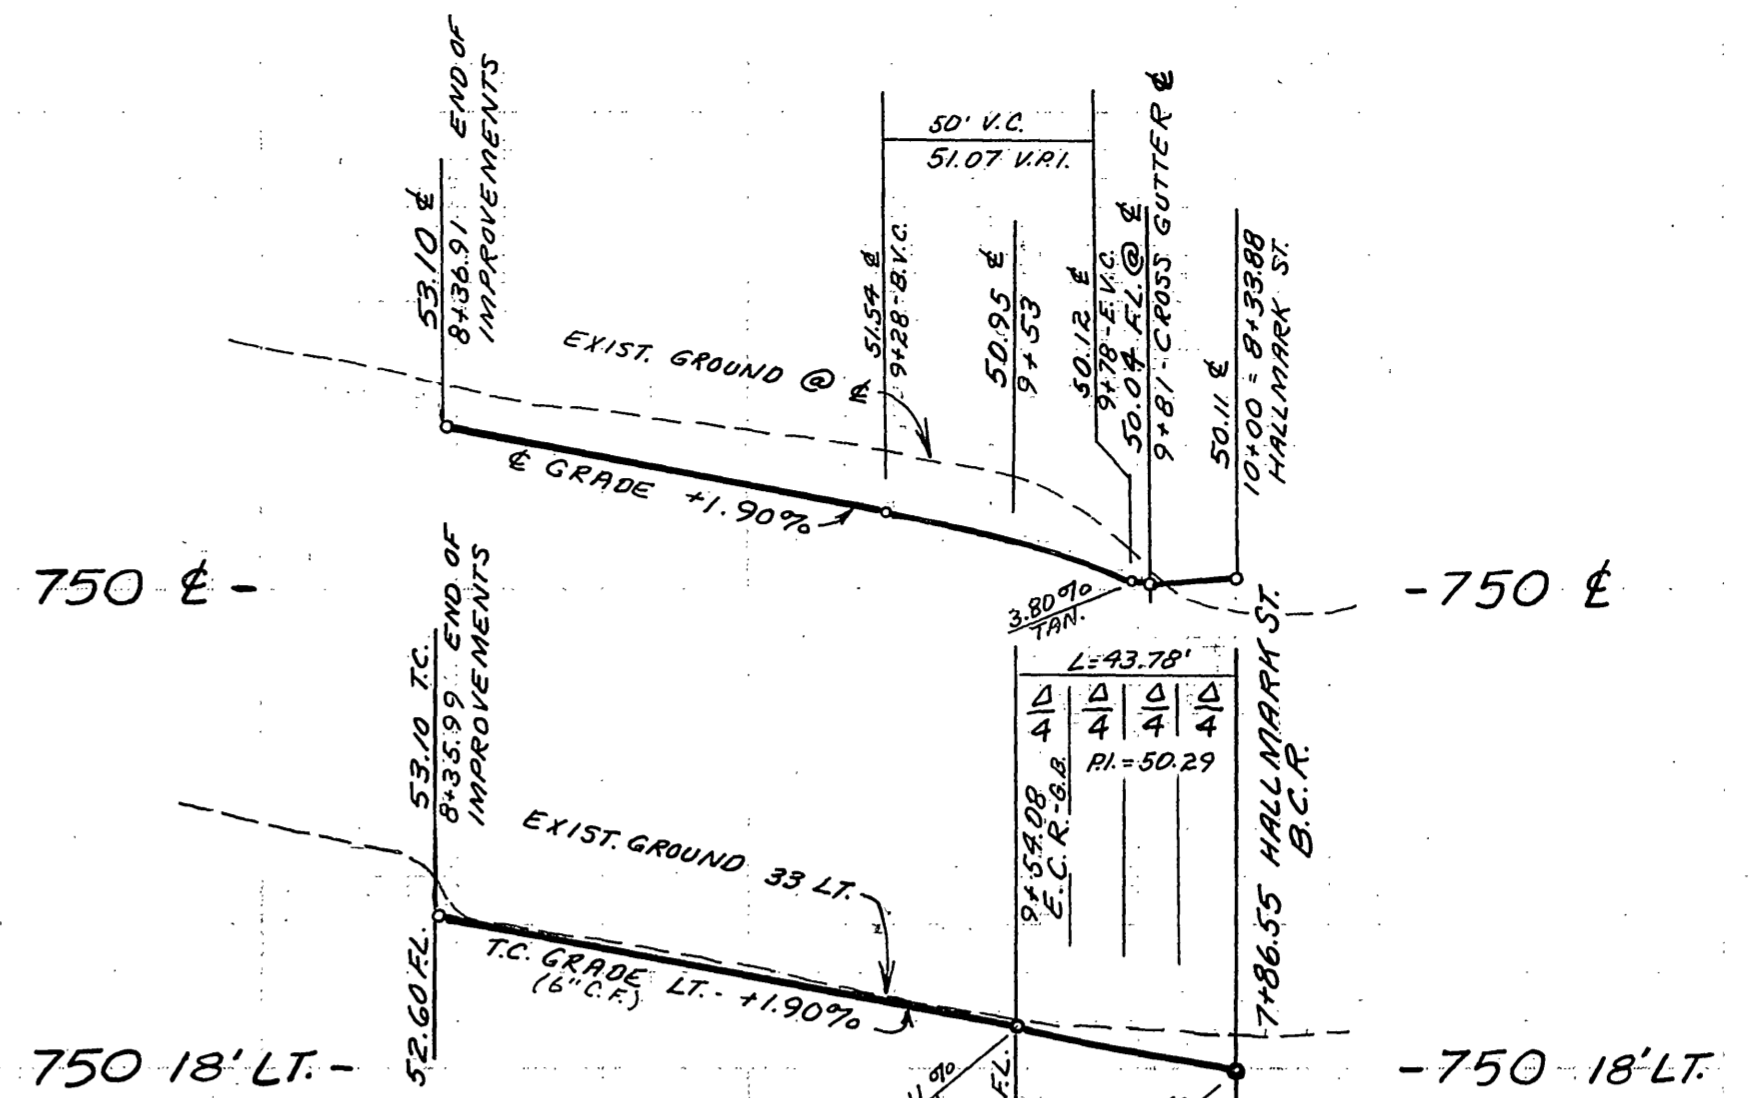 53.10 ℄
8+36.91 END OF
IMPROVEMENTS
50' V.C.
51.07 V.P.I.
51.54 ℄
9+28-B.V.C.
50.95 ℄
9+53
50.12 ℄
9+78-E.V.C.
50.04 F.L.@ ℄
9+81-CROSS GUTTER ℄
50.11 ℄
10+00 = 8+33.88
HALLMARK ST.
EXIST. GROUND @ ℄
℄ GRADE +1.90%
750 ℄ -
-750 ℄
3.80%
TAN.
53.10 T.C.
8+35.99 END OF
IMPROVEMENTS
L=43.78'
Δ/4 Δ/4 Δ/4 Δ/4
P.I.=50.29
9+54.08
E.C.R.-G.B.
7+86.55 HALLMARK ST.
B.C.R.
EXIST. GROUND 33 LT.
T.C. GRADE LT.- +1.90%
(6" C.F.)
52.60 F.L.
F.L.
750 18' LT. -
-750 18' LT.